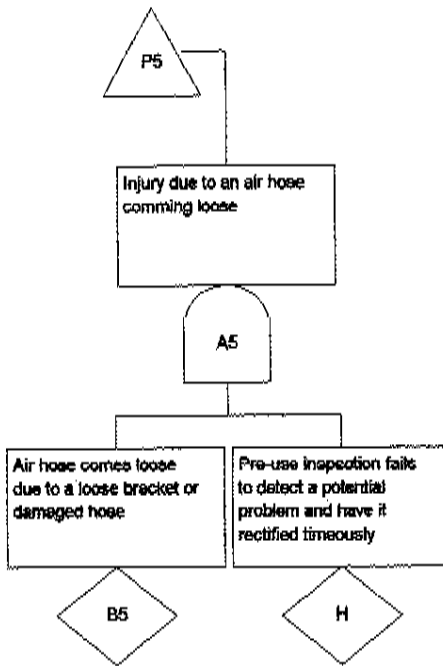 P5
Injury due to an air hose
comming loose
A5
Air hose comes loose
due to a loose bracket or
damaged hose
Pre-use inspection fails
to detect a potential
problem and have it
rectified timeously
B5
H